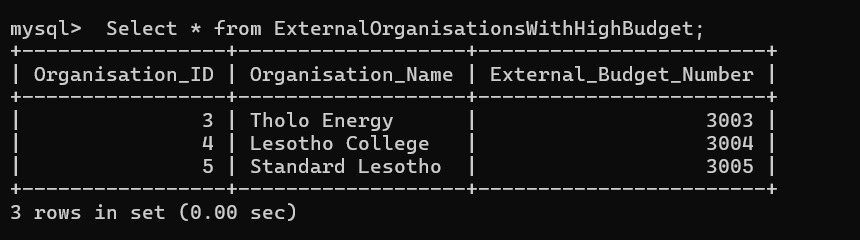 mysql>  Select * from ExternalOrganisationsWithHighBudget;
+-----------------+-------------------+------------------------+
| Organisation_ID | Organisation_Name | External_Budget_Number |
+-----------------+-------------------+------------------------+
|               3 | Tholo Energy      |                   3003 |
|               4 | Lesotho College   |                   3004 |
|               5 | Standard Lesotho  |                   3005 |
+-----------------+-------------------+------------------------+
3 rows in set (0.00 sec)